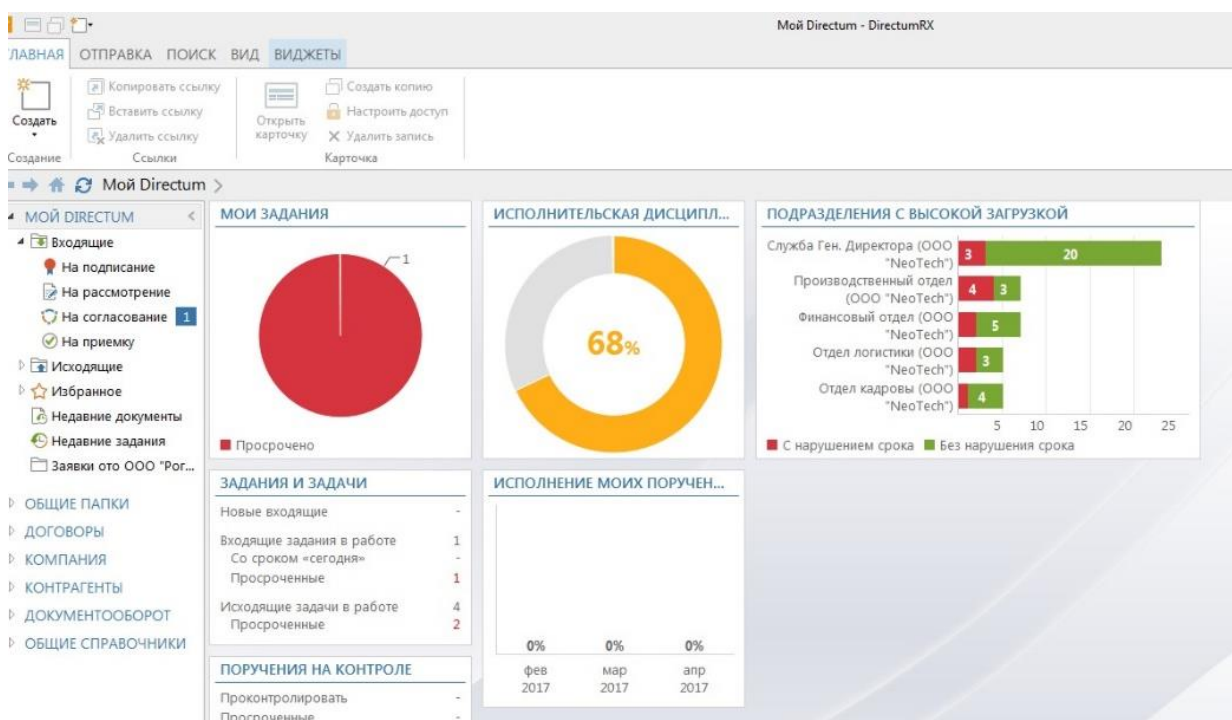 Мой Directum - DirectumRX
ГЛАВНАЯ ОТПРАВКА ПОИСК ВИД ВИДЖЕТЫ
Создать
Копировать ссылку
Вставить ссылку
Удалить ссылку
Открыть
карточку
Создать копию
Настроить доступ
Удалить запись
Создание Ссылки Карточка
Мой Directum
МОЙ DIRECTUM
Входящие
На подписание
На рассмотрение
На согласование 1
На приемку
Исходящие
Избранное
Недавние документы
Недавние задания
Заявки ото ООО "Рог...
ОБЩИЕ ПАПКИ
ДОГОВОРЫ
КОМПАНИЯ
КОНТРАГЕНТЫ
ДОКУМЕНТООБОРОТ
ОБЩИЕ СПРАВОЧНИКИ
МОИ ЗАДАНИЯ
1
Просрочено
ИСПОЛНИТЕЛЬСКАЯ ДИСЦИПЛ...
68%
ПОДРАЗДЕЛЕНИЯ С ВЫСОКОЙ ЗАГРУЗКОЙ
Служба Ген. Директора (ООО
"NeoTech")
3 20
Производственный отдел
(ООО "NeoTech")
4 3
Финансовый отдел (ООО
"NeoTech")
5
Отдел логистики (ООО
"NeoTech")
3
Отдел кадровы (ООО
"NeoTech")
4
5 10 15 20 25
С нарушением срока Без нарушения срока
ЗАДАНИЯ И ЗАДАЧИ
Новые входящие -
Входящие задания в работе 1
Со сроком «сегодня» -
Просроченные 1
Исходящие задачи в работе 4
Просроченные 2
ИСПОЛНЕНИЕ МОИХ ПОРУЧЕН...
0% 0% 0%
фев мар апр
2017 2017 2017
ПОРУЧЕНИЯ НА КОНТРОЛЕ
Проконтролировать -
Просроченные -